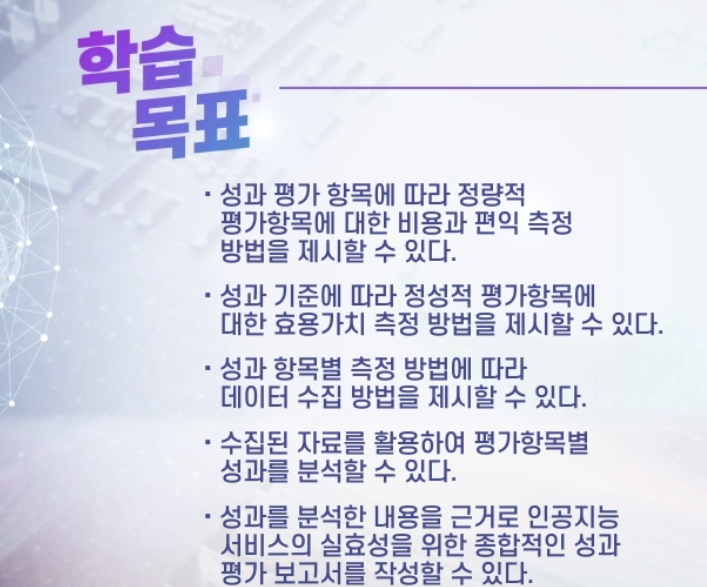 학습
목표
· 성과 평가 항목에 따라 정량적
평가항목에 대한 비용과 편익 측정
방법을 제시할 수 있다.
· 성과 기준에 따라 정성적 평가항목에
대한 효용가치 측정 방법을 제시할 수 있다.
· 성과 항목별 측정 방법에 따라
데이터 수집 방법을 제시할 수 있다.
· 수집된 자료를 활용하여 평가항목별
성과를 분석할 수 있다.
· 성과를 분석한 내용을 근거로 인공지능
서비스의 실효성을 위한 종합적인 성과
평가 보고서를 작성할 수 있다.